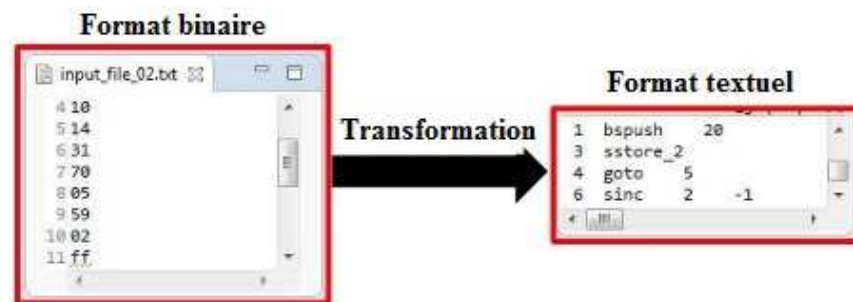 Format binaire
input_file_02.txt
4 10
5 14
6 31
7 70
8 05
9 59
10 02
11 ff
Transformation
Format textuel
1 bspush 20
3 sstore_2
4 goto 5
6 sinc 2 -1